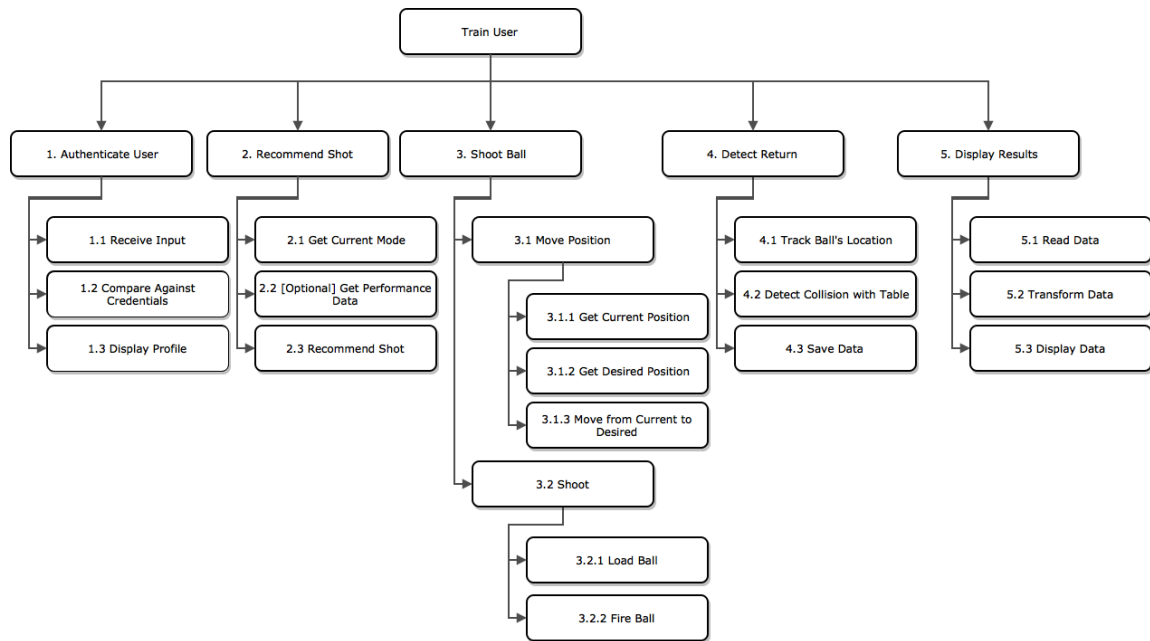 Train User
1. Authenticate User
2. Recommend Shot
3. Shoot Ball
4. Detect Return
5. Display Results
1.1 Receive Input
1.2 Compare Against
Credentials
1.3 Display Profile
2.1 Get Current Mode
2.2 [Optional] Get Performance
Data
2.3 Recommend Shot
3.1 Move Position
3.1.1 Get Current Position
3.1.2 Get Desired Position
3.1.3 Move from Current to
Desired
3.2 Shoot
3.2.1 Load Ball
3.2.2 Fire Ball
4.1 Track Ball's Location
4.2 Detect Collision with Table
4.3 Save Data
5.1 Read Data
5.2 Transform Data
5.3 Display Data